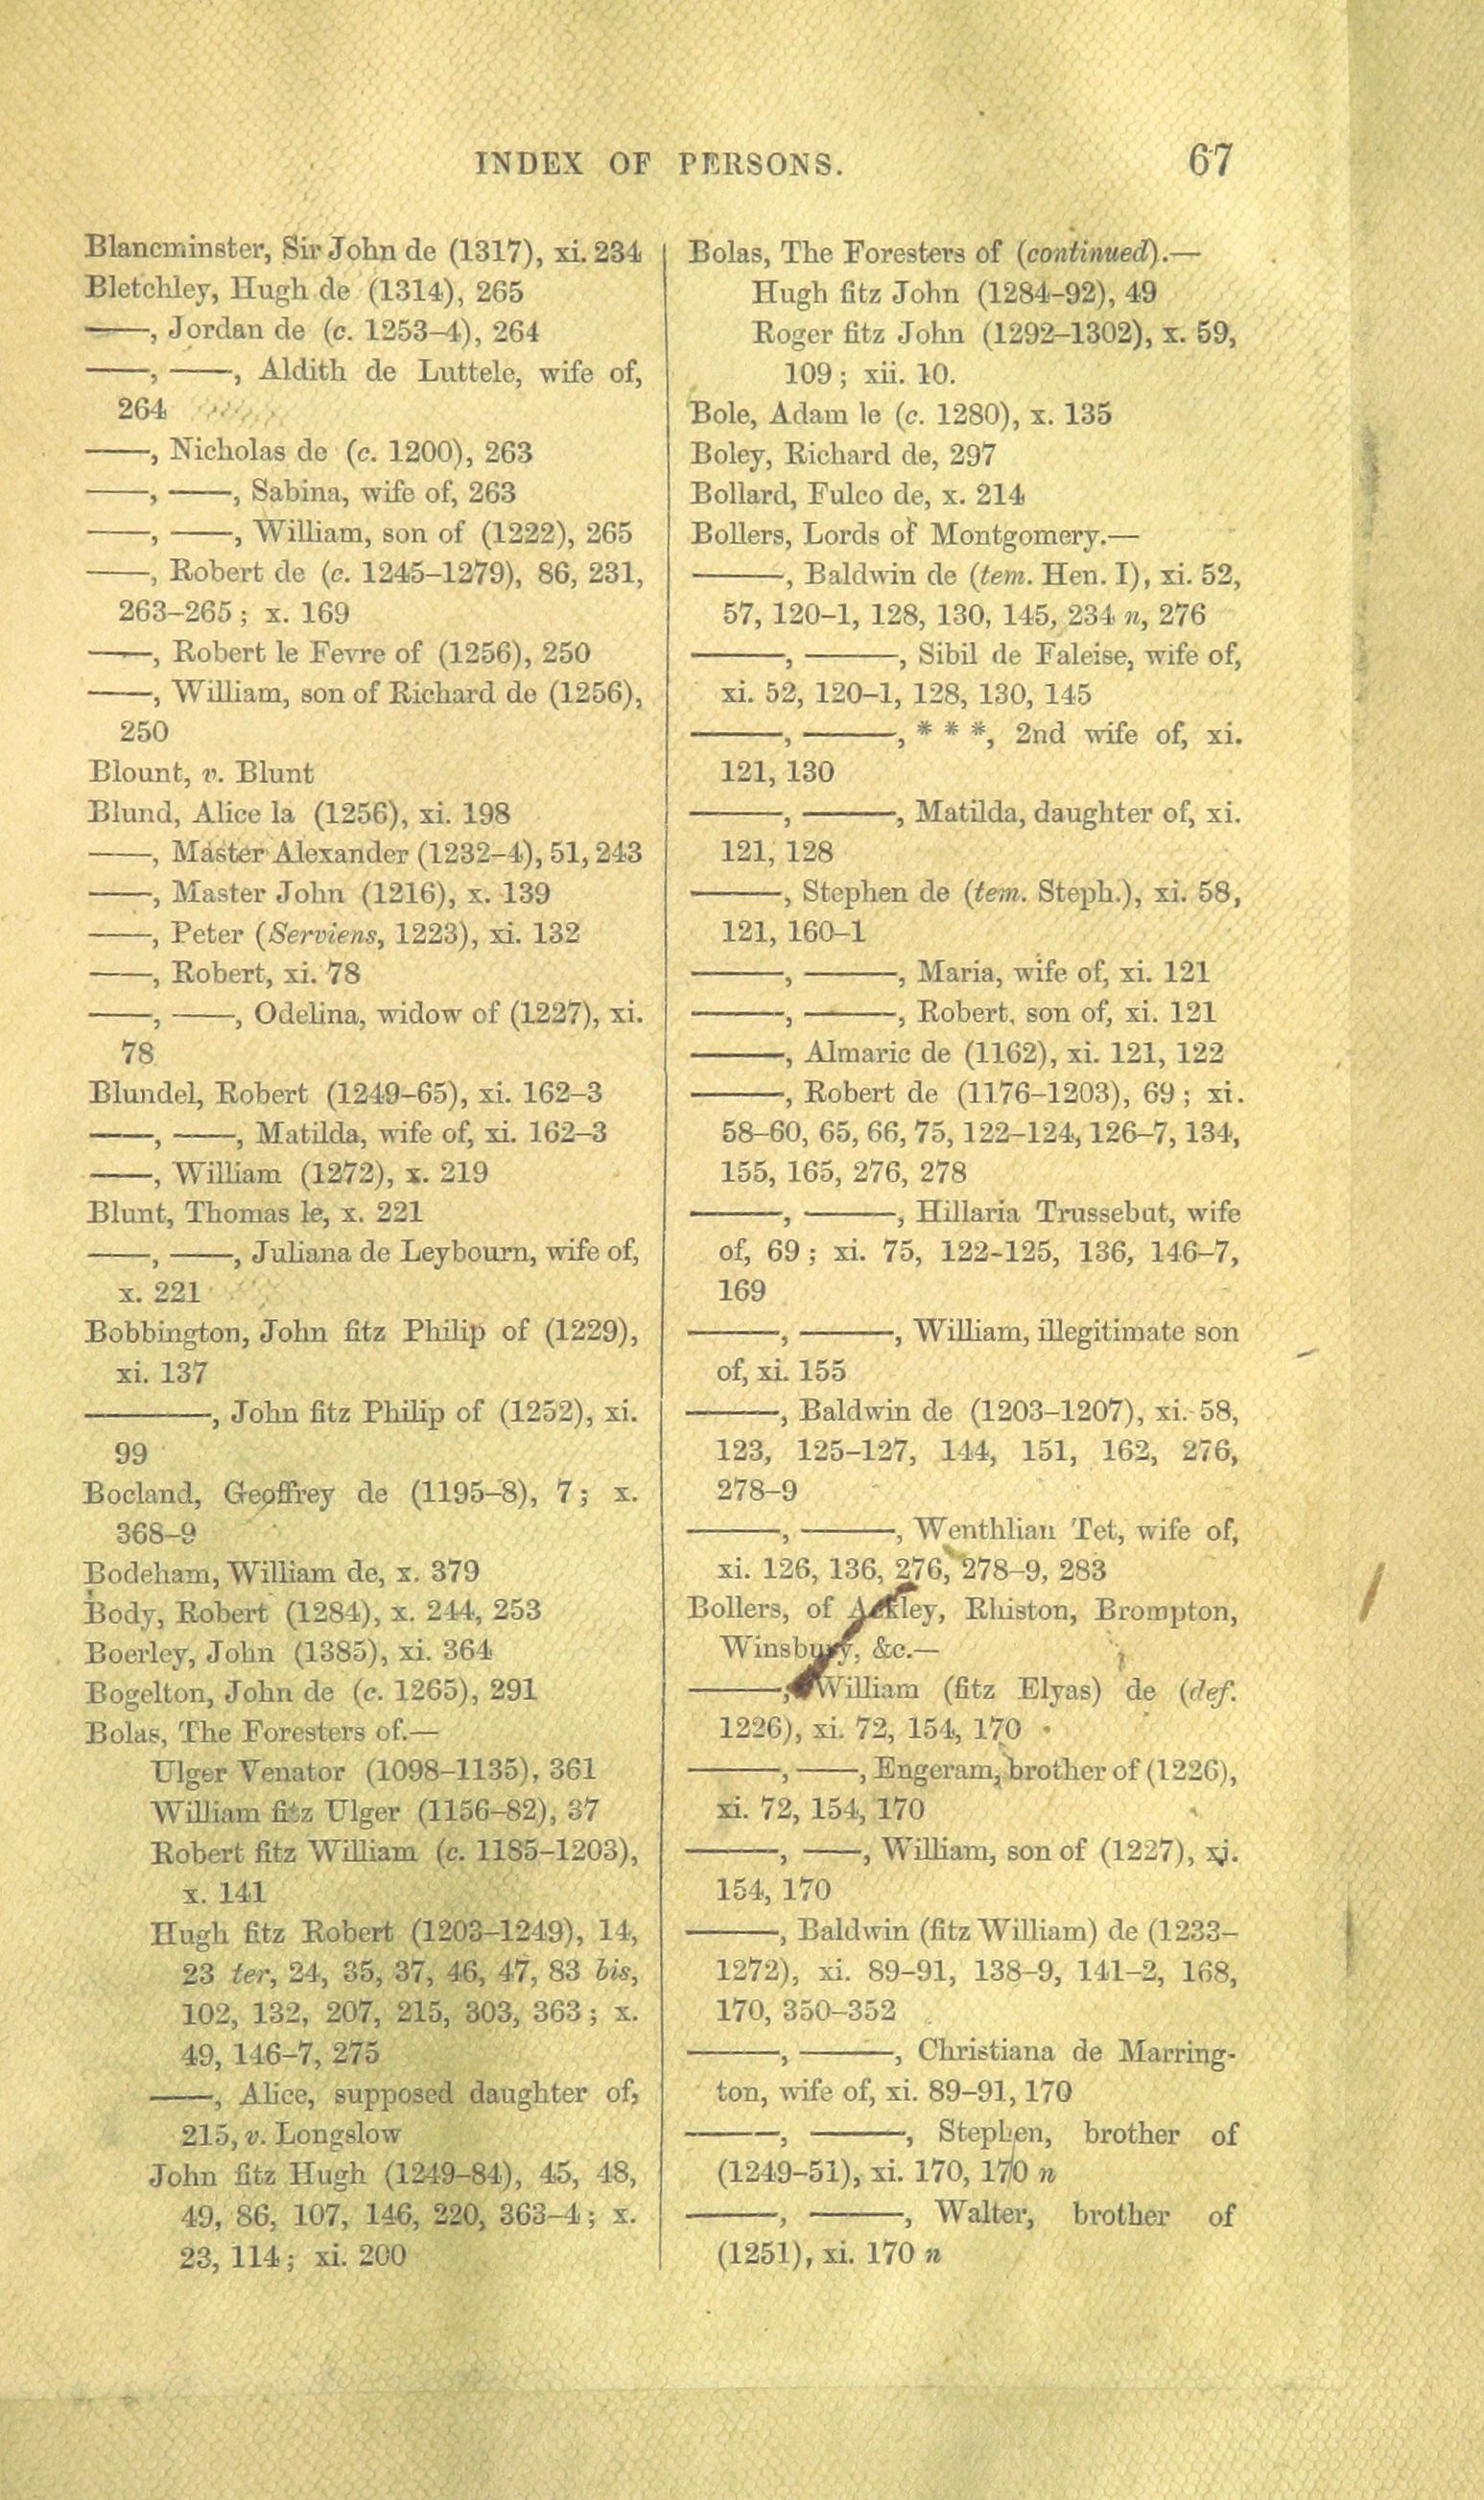 INDEX OF PERSONS. 67
Blancminster, Sir John de (1317), xi. 234
Bletchley, Hugh de (1314), 265
——, Jordan de (c. 1253–4), 264
——, ——, Aldith de Luttele, wife of,
264
——, Nicholas de (c. 1200), 263
——, ——, Sabina, wife of, 263
——, ——, William, son of (1222), 265
——, Robert de (c. 1245–1279), 86, 231,
263–265; x. 169
——, Robert le Fevre of (1256), 250
——, William, son of Richard de (1256),
250
Blount, v. Blunt
Blund, Alice la (1256), xi. 198
——, Master Alexander (1232–4), 51, 243
——, Master John (1216), x. 139
——, Peter (Serviens, 1223), xi. 132
——, Robert, xi. 78
——, ——, Odelina, widow of (1227), xi.
78
Blundel, Robert (1249–65), xi. 162–3
——, ——, Matilda, wife of, xi. 162–3
——, William (1272), x. 219
Blunt, Thomas le, x. 221
——, ——, Juliana de Leybourn, wife of,
x. 221
Bobbington, John fitz Philip of (1229),
xi. 137
————, John fitz Philip of (1252), xi.
99
Bocland, Geoffrey de (1195–8), 7; x.
368–9
Bodeham, William de, x. 379
Body, Robert (1284), x. 244, 253
Boerley, John (1385), xi. 364
Bogelton, John de (c. 1265), 291
Bolas, The Foresters of.—
Ulger Venator (1098–1135), 361
William fitz Ulger (1156–82), 37
Robert fitz William (c. 1185–1203),
x. 141
Hugh fitz Robert (1203–1249), 14,
23 ter, 24, 35, 37, 46, 47, 83 bis,
102, 132, 207, 215, 303, 363; x.
49, 146–7, 275
——, Alice, supposed daughter of,
215, v. Longslow
John fitz Hugh (1249–84), 45, 48,
49, 86, 107, 146, 220, 363–4; x.
23, 114; xi. 200
Bolas, The Foresters of (continued).—
Hugh fitz John (1284–92), 49
Roger fitz John (1292–1302), x. 59,
109; xii. 10.
Bole, Adam le (c. 1280), x. 135
Boley, Richard de, 297
Bollard, Fulco de, x. 214
Bollers, Lords of Montgomery.—
———, Baldwin de (tem. Hen. I), xi. 52,
57, 120–1, 128, 130, 145, 234 n, 276
———, ———, Sibil de Faleise, wife of,
xi. 52, 120–1, 128, 130, 145
———, ———, * * *, 2nd wife of, xi.
121, 130
———, ———, Matilda, daughter of, xi.
121, 128
———, Stephen de (tem. Steph.), xi. 58,
121, 160–1
———, ———, Maria, wife of, xi. 121
———, ———, Robert, son of, xi. 121
———, Almaric de (1162), xi. 121, 122
———, Robert de (1176–1203), 69; xi.
58–60, 65, 66, 75, 122–124, 126–7, 134,
155, 165, 276, 278
———, ———, Hillaria Trussebut, wife
of, 69; xi. 75, 122–125, 136, 146–7,
169
———, ———, William, illegitimate son
of, xi. 155
———, Baldwin de (1203–1207), xi. 58,
123, 125–127, 144, 151, 162, 276,
278–9
———, ———, Wenthlian Tet, wife of,
xi. 126, 136, 276, 278–9, 283
Bollers, of Ackley, Rhiston, Brompton,
Winsbury, &c.—
———, William (fitz Elyas) de (def.
1226), xi. 72, 154, 170
———, ——, Engeram, brother of (1226),
xi. 72, 154, 170
———, ——, William, son of (1227), xi.
154, 170
———, Baldwin (fitz William) de (1233–
1272), xi. 89–91, 138–9, 141–2, 168,
170, 350–352
———, ———, Christiana de Marring-
ton, wife of, xi. 89–91, 170
———, ———, Stephen, brother of
(1249–51), xi. 170, 170 n
———, ———, Walter, brother of
(1251), xi. 170 n